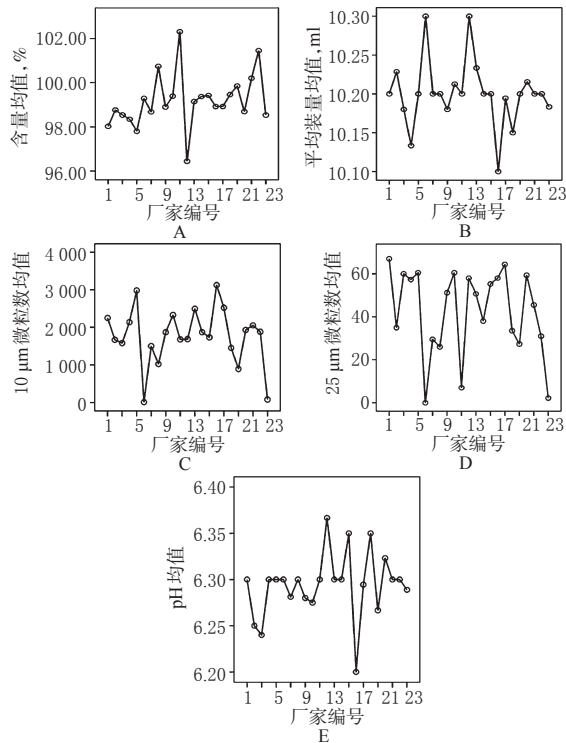 含量均值,%
102.00
100.00
98.00
96.00
1 5 9 13 17 23
厂家编号
A
平均装量均值,ml
10.30
10.25
10.20
10.15
10.10
1 5 9 13 17 23
厂家编号
B
10 μm微粒数均值
4 000
3 000
2 000
1 000
0
1 5 9 13 17 21 23
厂家编号
C
25 μm微粒数均值
60
40
20
0
1 5 9 13 17 21 23
厂家编号
D
pH均值
6.40
6.35
6.30
6.25
6.20
1 5 9 13 17 23
厂家编号
E